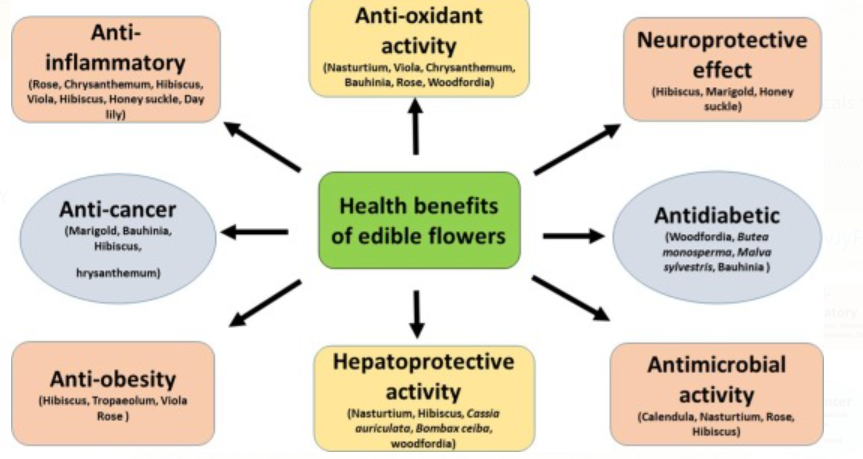 Anti-
inflammatory
(Rose, Chrysanthemum, Hibiscus,
Viola, Hibiscus, Honey suckle, Day
lily)
Anti-oxidant
activity
(Nasturtium, Viola, Chrysanthemum,
Bauhinia, Rose, Woodfordia)
Neuroprotective
effect
(Hibiscus, Marigold, Honey
suckle)
Anti-cancer
(Marigold, Bauhinia,
Hibiscus,
hrysanthemum)
Health benefits
of edible flowers
Antidiabetic
(Woodfordia, Butea
monosperma, Malva
sylvestris, Bauhinia )
Anti-obesity
(Hibiscus, Tropaeolum, Viola
Rose )
Hepatoprotective
activity
(Nasturtium, Hibiscus, Cassia
auriculata, Bombax ceiba,
woodfordia)
Antimicrobial
activity
(Calendula, Nasturtium, Rose,
Hibiscus)